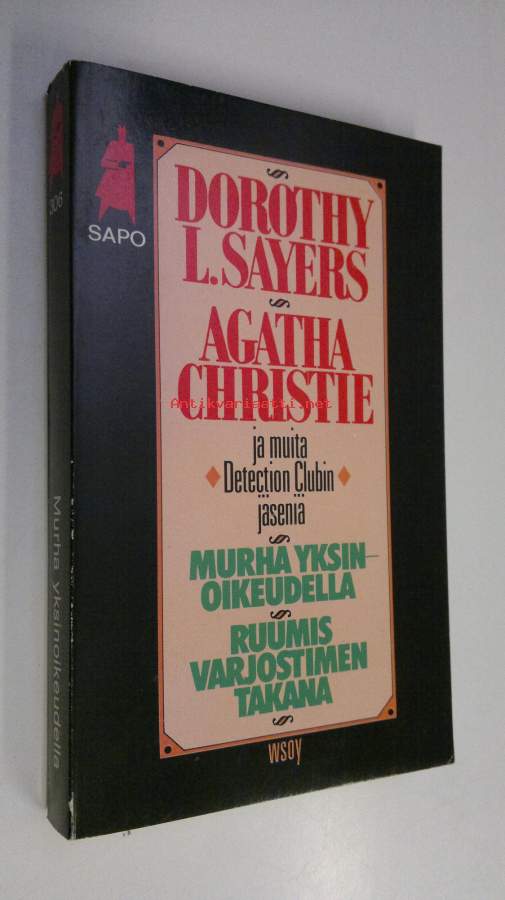 306
Murha yksinoikeudella
SAPO
§
DOROTHY
L. SAYERS
§
AGATHA
CHRISTIE
Antikvariaatti.net
ja muita
Detection Clubin
jäseniä
§
MURHA YKSIN-
OIKEUDELLA
§
RUUMIS
VARJOSTIMEN
TAKANA
§
wsoy